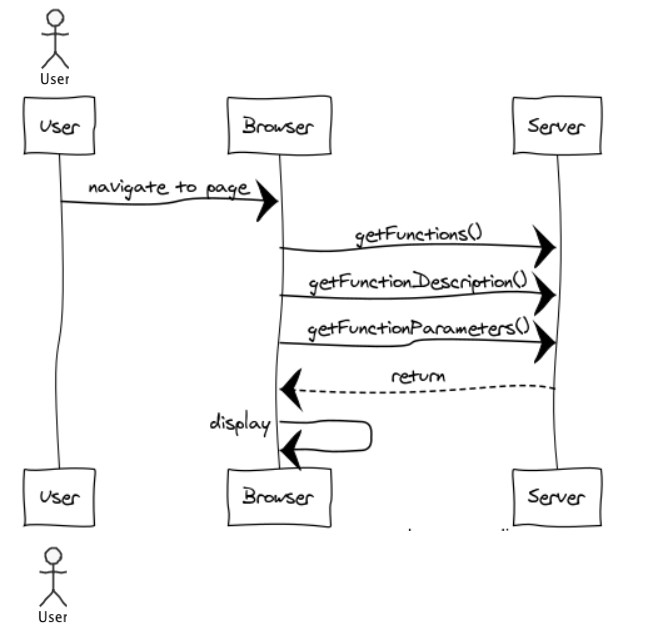 User
User
Browser
Server
navigate to page
getFunctions()
getFunctionDescription()
getFunctionParameters()
return
display
User
Browser
Server
User